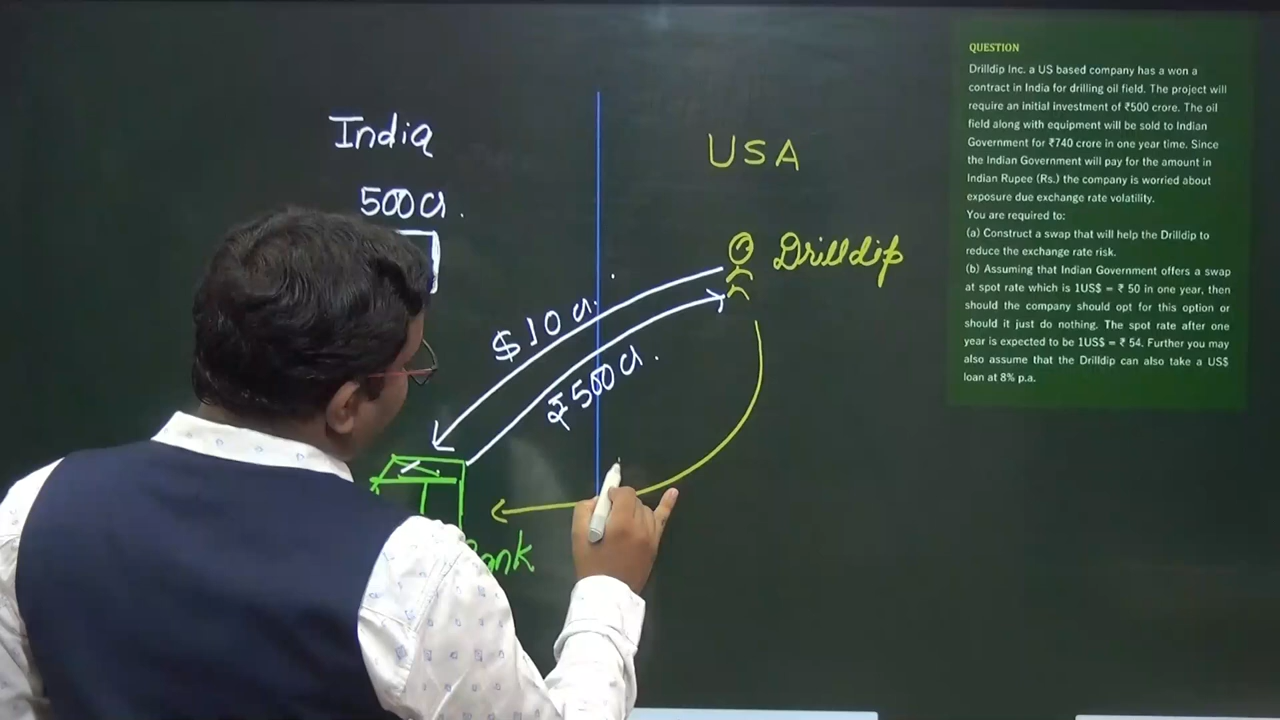 India
500 Cr.
USA
Drilldip
$ 10 Cr.
₹ 500 Cr.
QUESTION
Drilldip Inc. a US based company has a won a
contract in India for drilling oil field. The project will
require an initial investment of ₹500 crore. The oil
field along with equipment will be sold to Indian
Government for ₹740 crore in one year time. Since
the Indian Government will pay for the amount in
Indian Rupee (Rs.) the company is worried about
exposure due exchange rate volatility.
You are required to:
(a) Construct a swap that will help the Drilldip to
reduce the exchange rate risk.
(b) Assuming that Indian Government offers a swap
at spot rate which is 1US$ = ₹ 50 in one year, then
should the company should opt for this option or
should it just do nothing. The spot rate after one
year is expected to be 1US$ = ₹ 54. Further you may
also assume that the Drilldip can also take a US$
loan at 8% p.a.